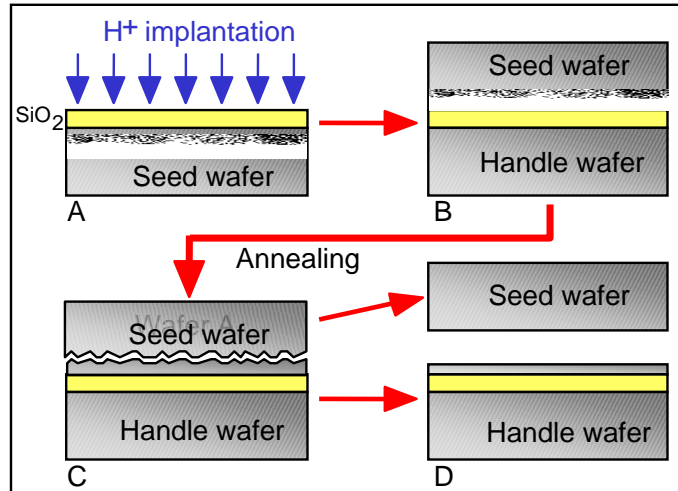 H+ implantation
SiO2
Seed wafer
A
Seed wafer
Handle wafer
B
Annealing
Wafer A
Seed wafer
Handle wafer
C
Seed wafer
Handle wafer
D